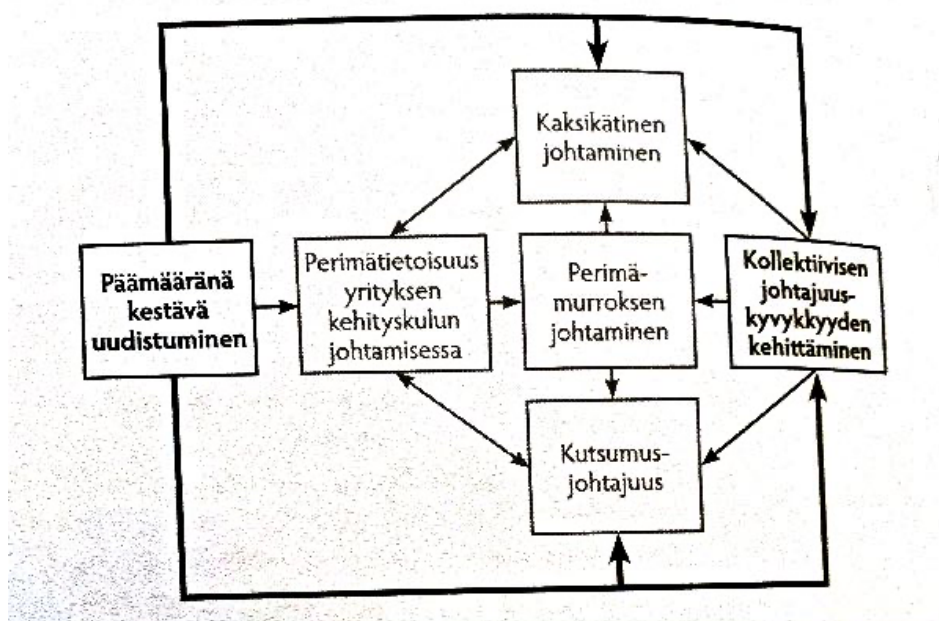 Kaksikätinen
johtaminen
Päämääränä
kestävä
uudistuminen
Perimätietoisuus
yrityksen
kehityskulun
johtamisessa
Perimä-
murroksen
johtaminen
Kollektiivisen
johtajuus-
kyvykkyyden
kehittäminen
Kutsumus-
johtajuus